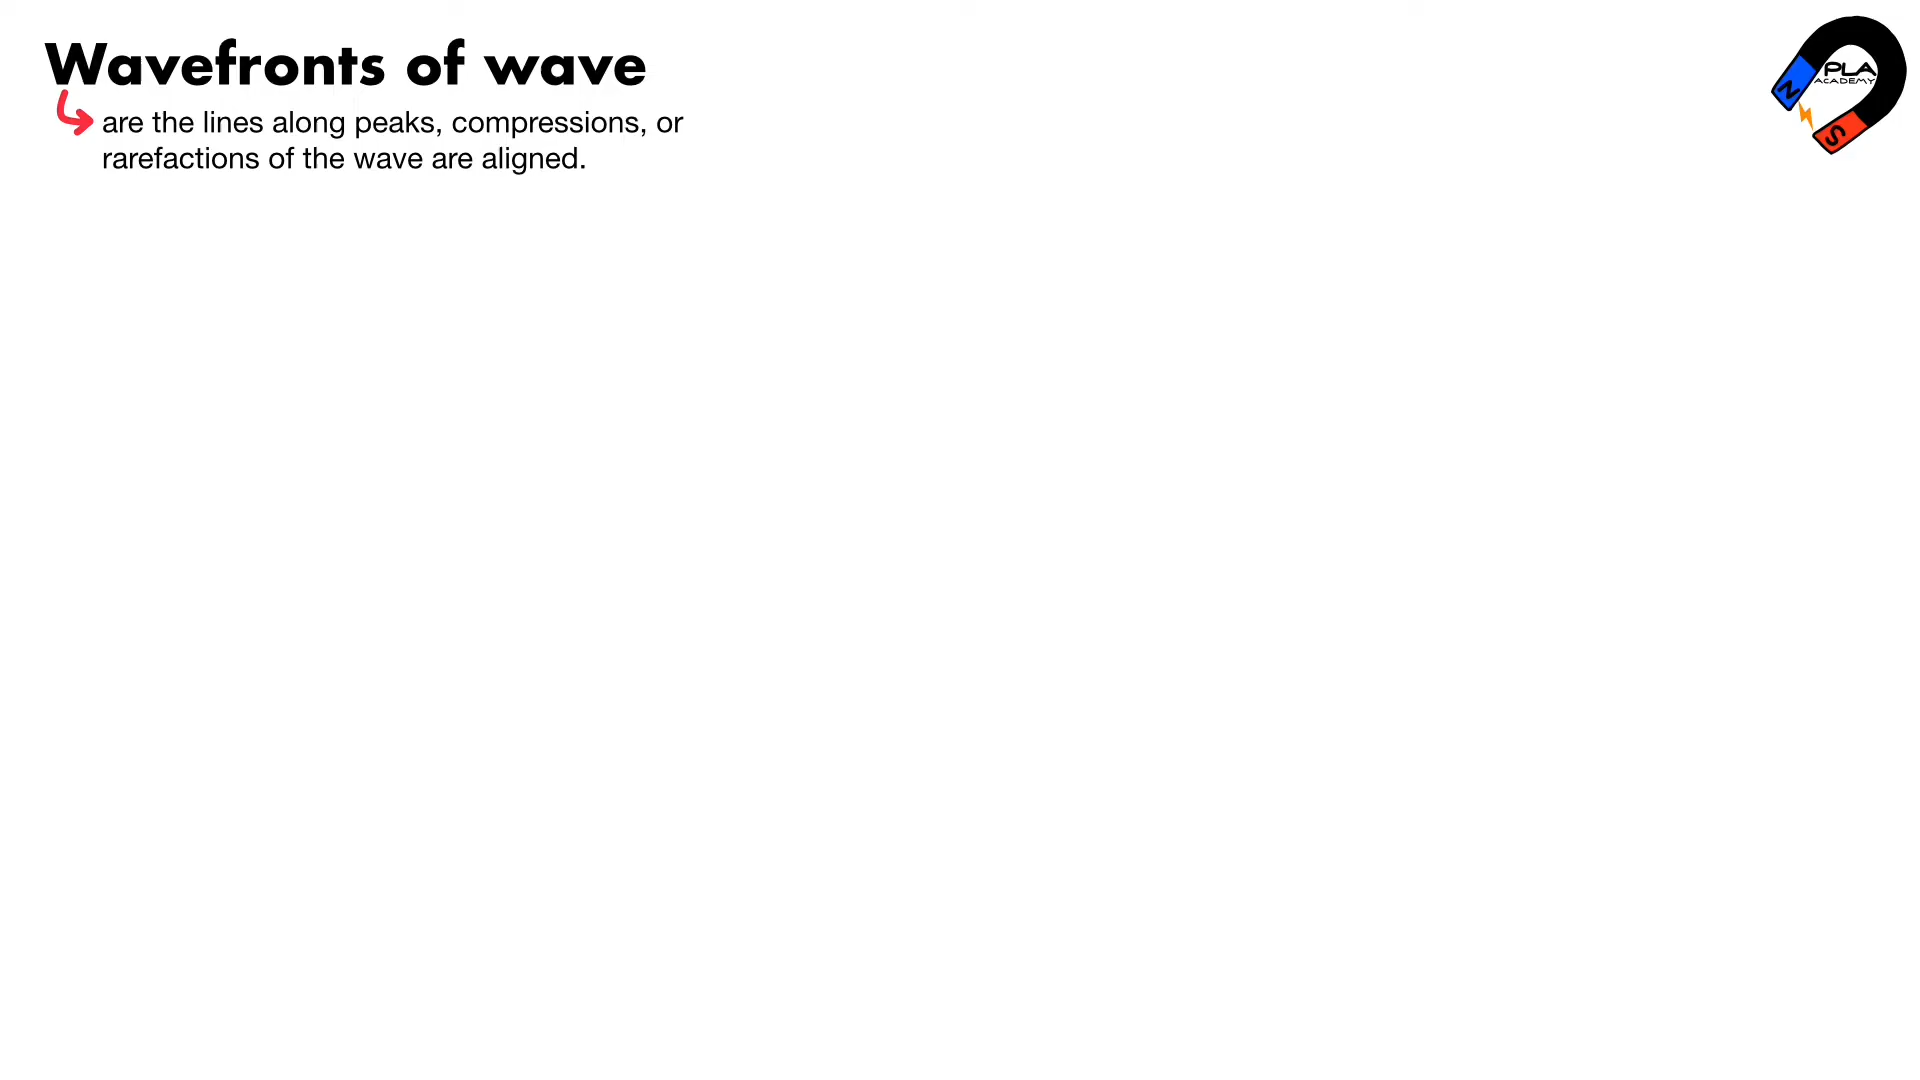 Wavefronts of wave
are the lines along peaks, compressions, or
rarefactions of the wave are aligned.
PLA
ACADEMY
N
S